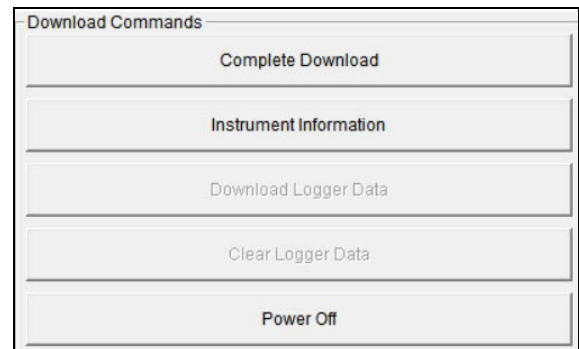 Download Commands
Complete Download
Instrument Information
Download Logger Data
Clear Logger Data
Power Off